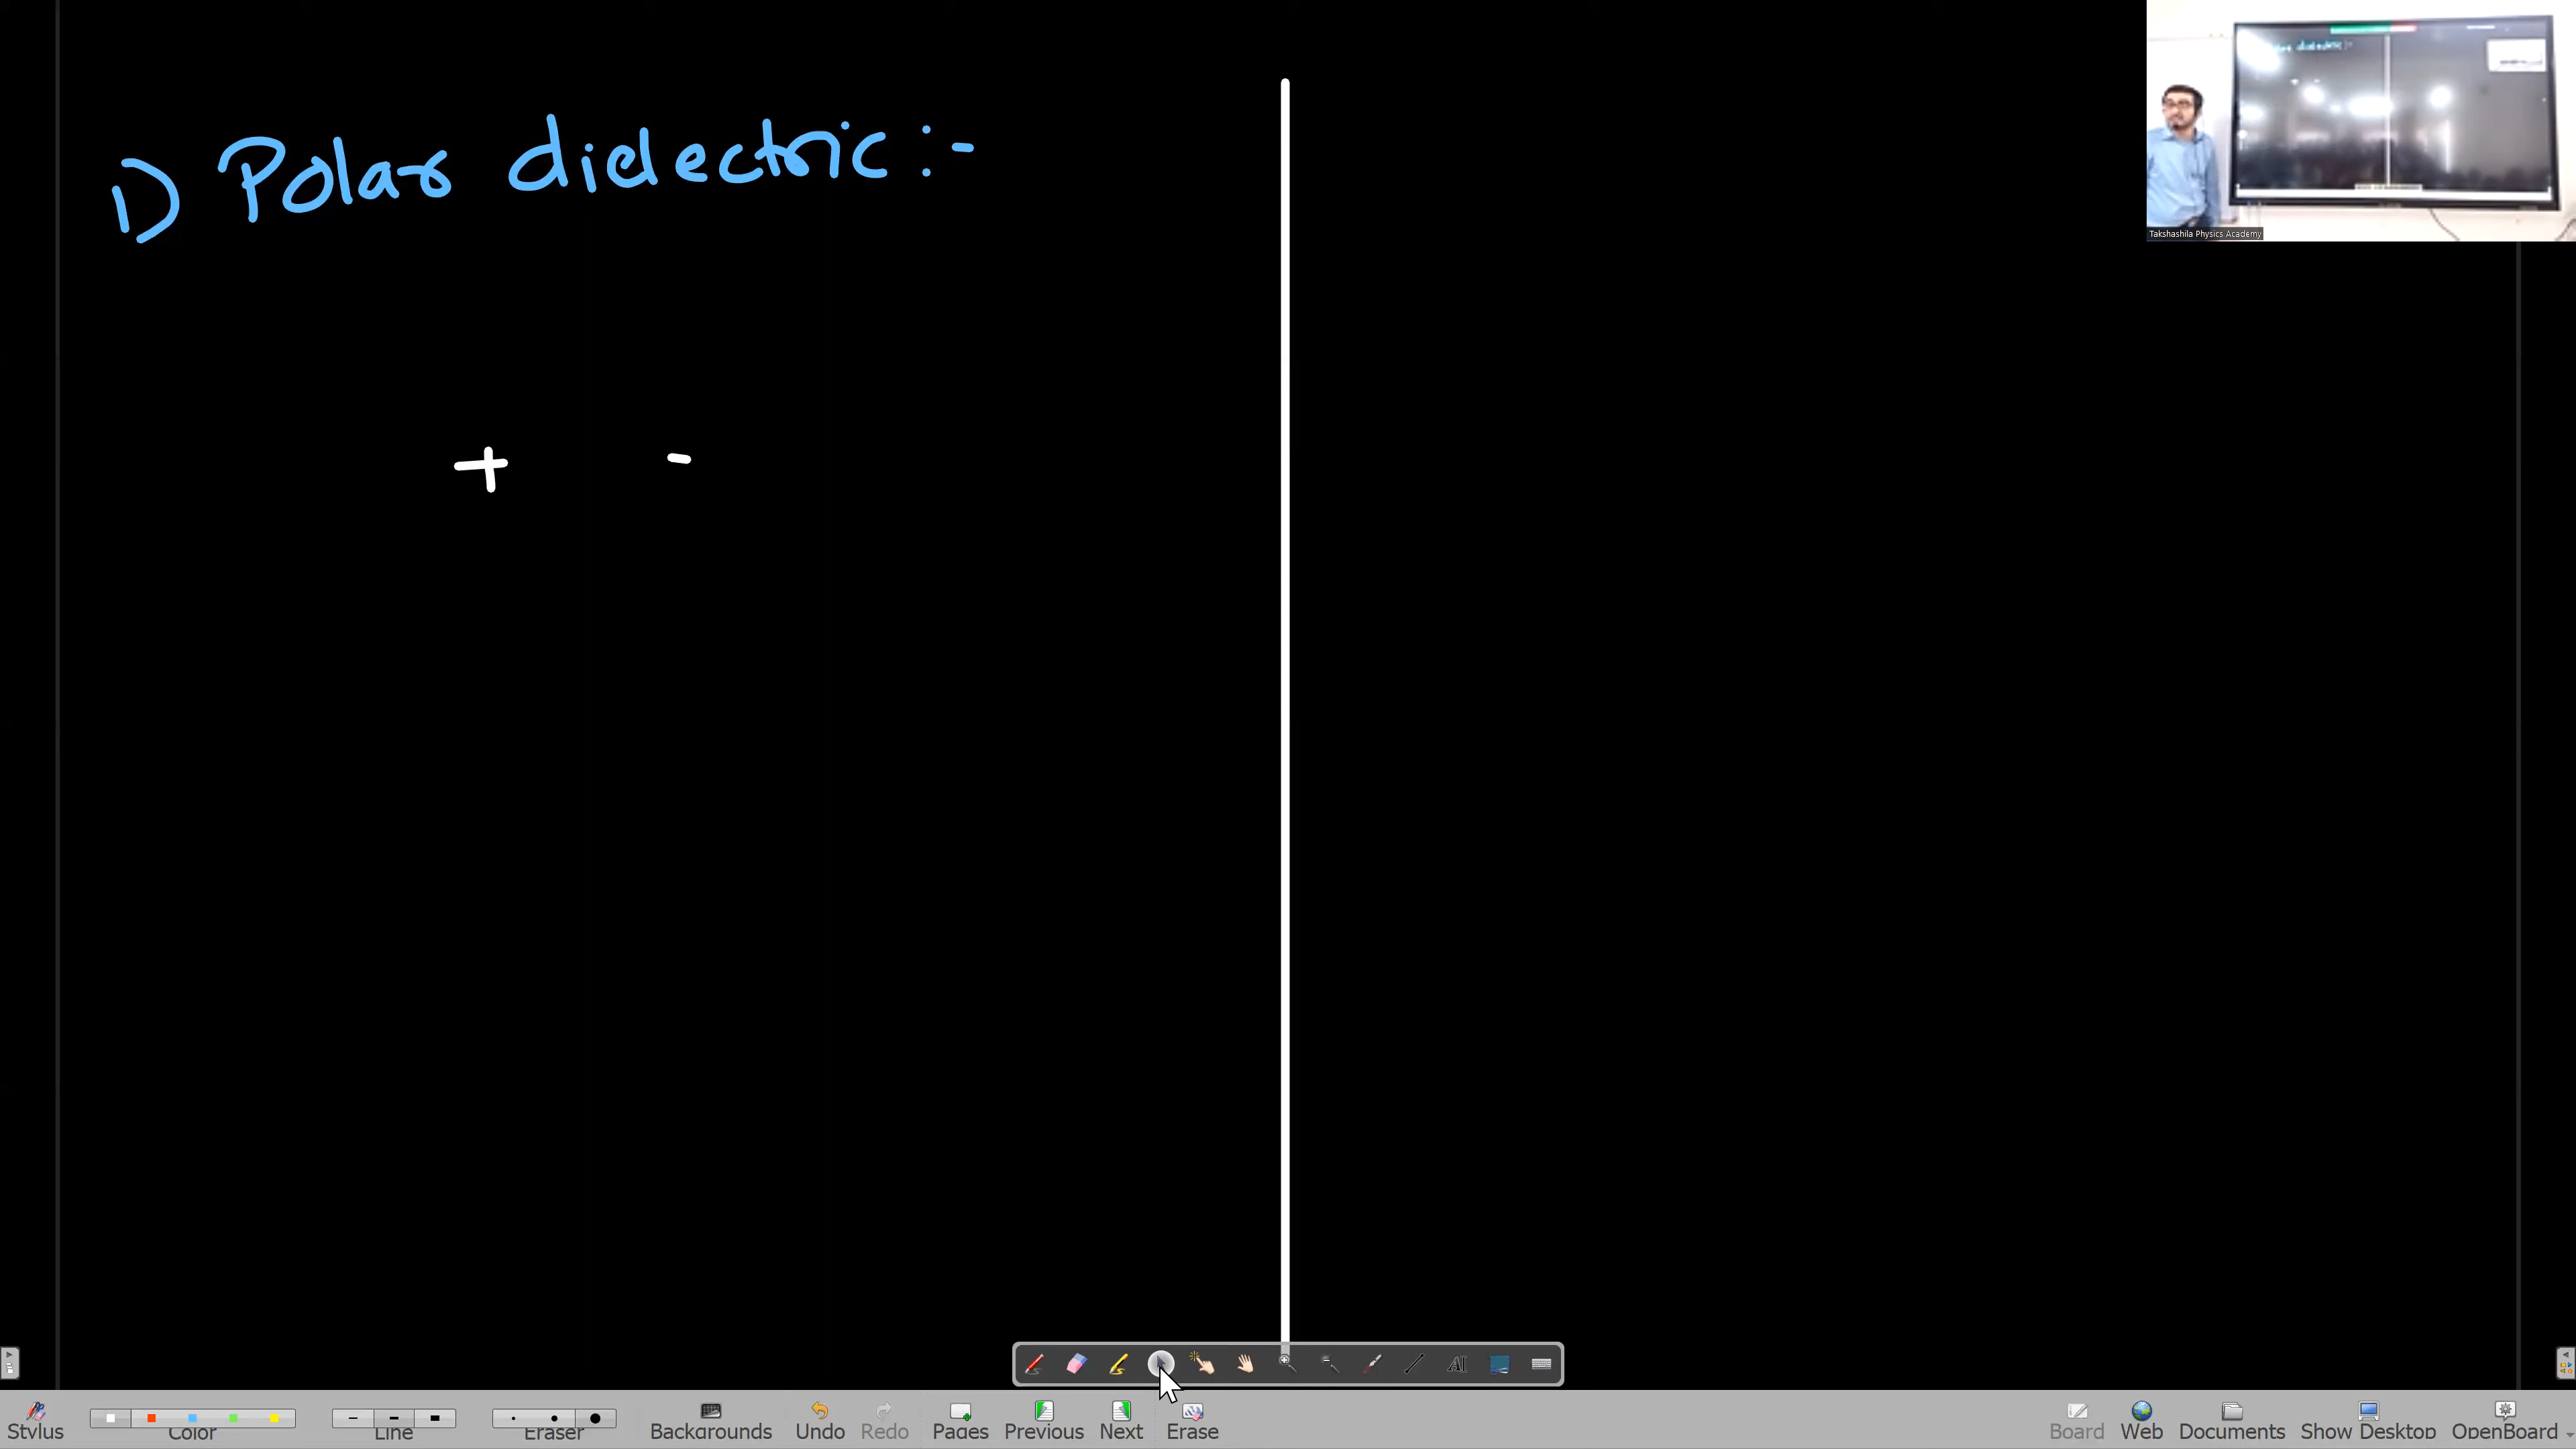 1) Polar dielectric :-
+ -
Takshashila Physics Academy
Stylus
Color
Line
Eraser
Backgrounds
Undo
Redo
Pages
Previous
Next
Erase
Board
Web
Documents
Show Desktop
OpenBoard